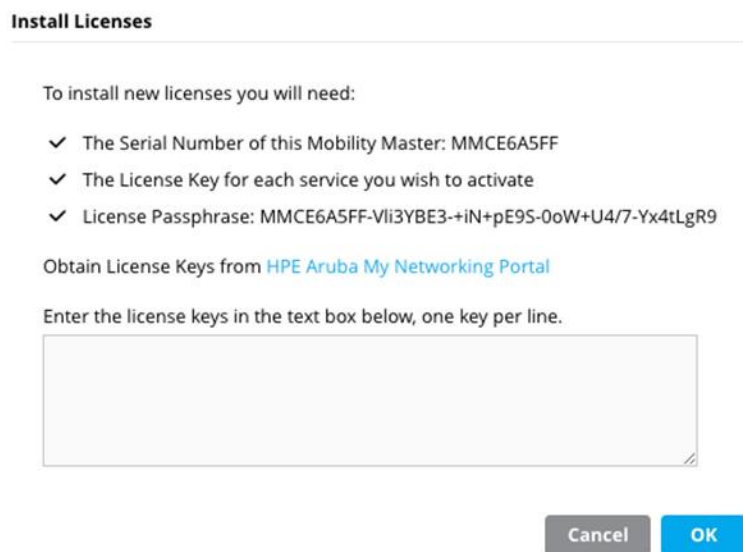 Install Licenses
To install new licenses you will need:
✓ The Serial Number of this Mobility Master: MMCE6A5FF
✓ The License Key for each service you wish to activate
✓ License Passphrase: MMCE6A5FF-Vli3YBE3-+iN+pE9S-0oW+U4/7-Yx4tLgR9
Obtain License Keys from HPE Aruba My Networking Portal
Enter the license keys in the text box below, one key per line.
Cancel OK